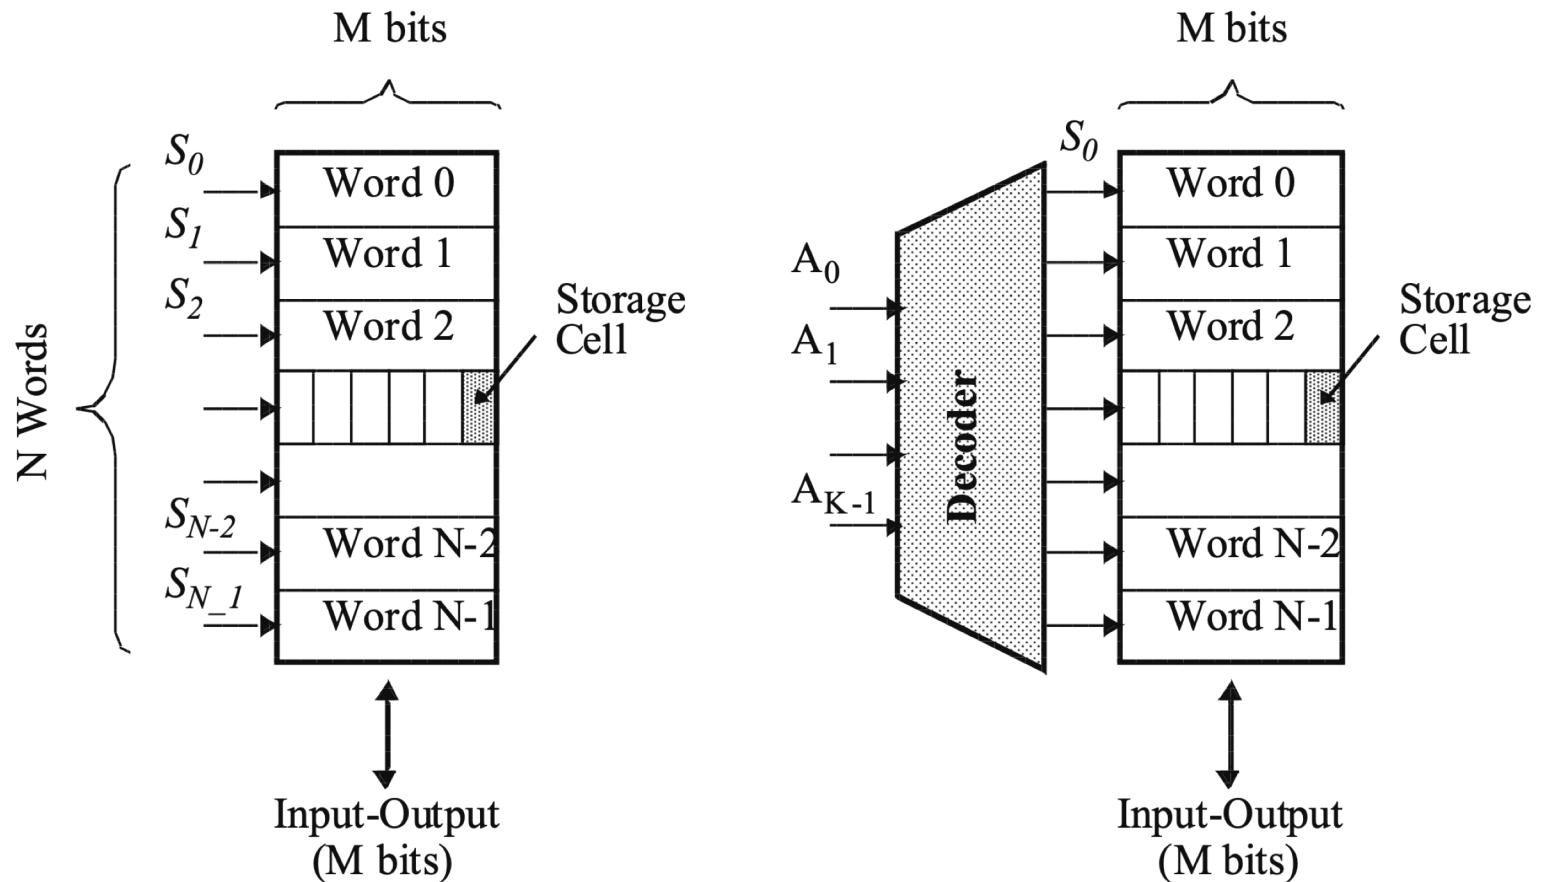 M bits
S0
Word 0
S1
Word 1
S2
Word 2
Storage
Cell
N Words
SN-2
Word N-2
SN_1
Word N-1
Input-Output
(M bits)
M bits
S0
Word 0
A0
Word 1
A1
Word 2
Storage
Cell
Decoder
AK-1
Word N-2
Word N-1
Input-Output
(M bits)